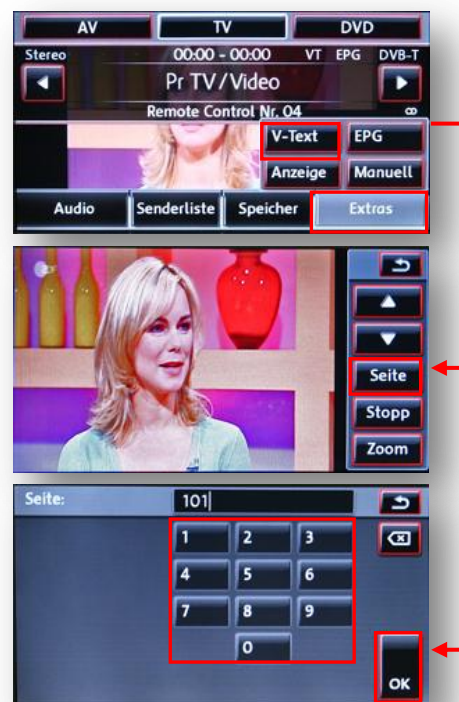 AV TV DVD
Stereo 00:00 - 00:00 VT EPG DVB-T
Pr TV/Video
Remote Control Nr. 04
V-Text EPG
Anzeige Manuell
Audio Senderliste Speicher Extras
Seite
Stopp
Zoom
Seite: 101
1 2 3
4 5 6
7 8 9
0
OK